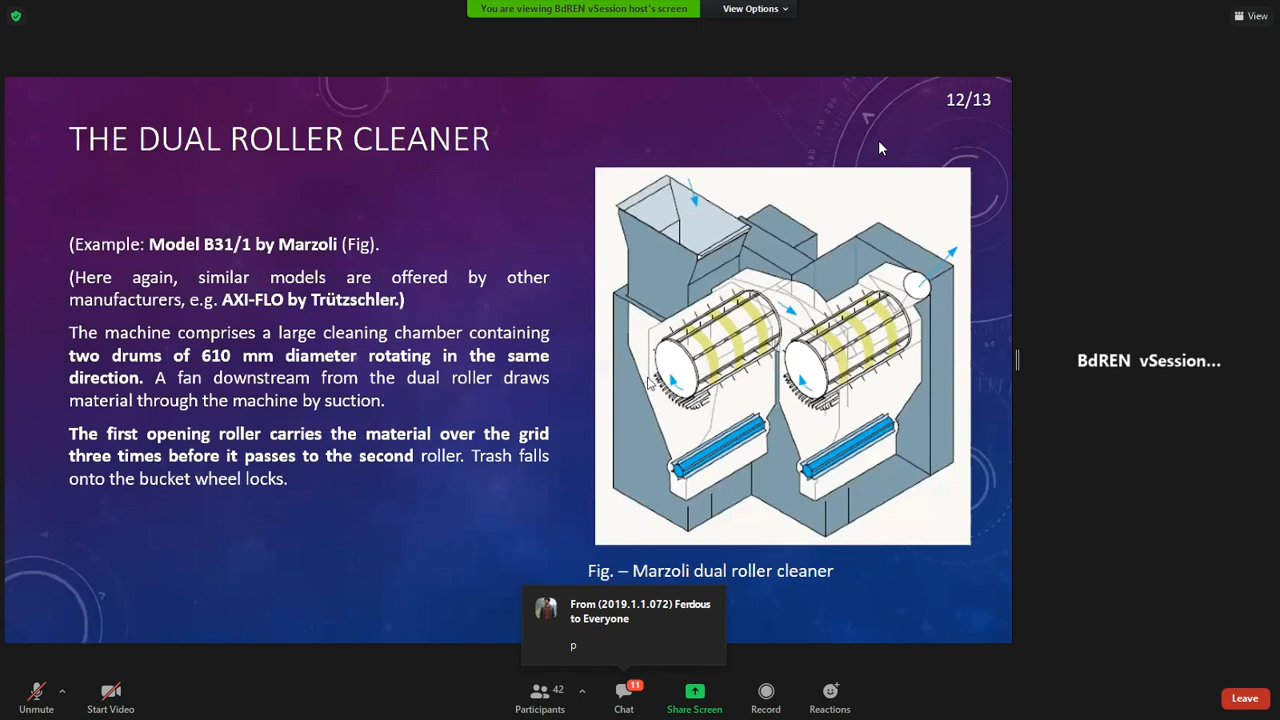 You are viewing BdREN vSession host's screen
View Options
View
12/13
THE DUAL ROLLER CLEANER
(Example: Model B31/1 by Marzoli (Fig).
(Here again, similar models are offered by other
manufacturers, e.g. AXI-FLO by Trützschler.)
The machine comprises a large cleaning chamber containing
two drums of 610 mm diameter rotating in the same
direction. A fan downstream from the dual roller draws
material through the machine by suction.
The first opening roller carries the material over the grid
three times before it passes to the second roller. Trash falls
onto the bucket wheel locks.
Fig. – Marzoli dual roller cleaner
BdREN vSession...
From (2019.1.1.072) Ferdous
to Everyone
p
Unmute
Start Video
42
Participants
11
Chat
Share Screen
Record
Reactions
Leave